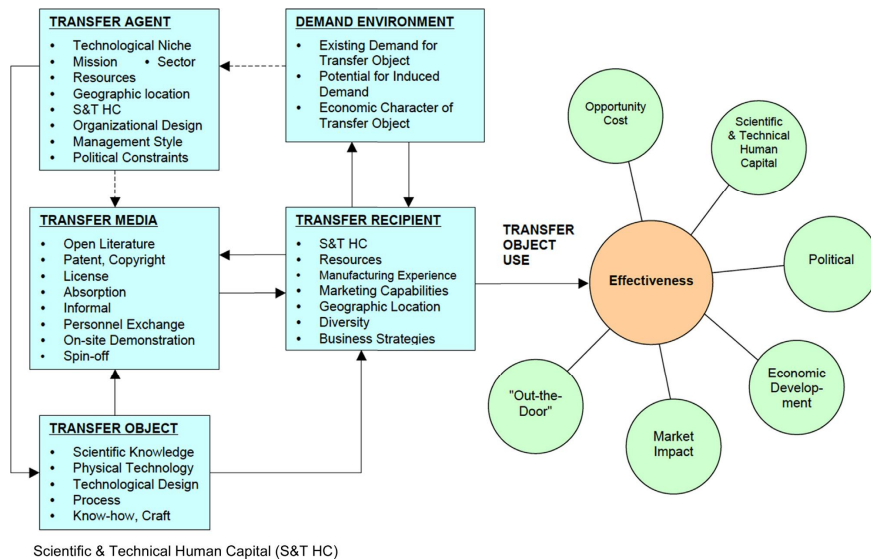 TRANSFER AGENT
• Technological Niche
• Mission • Sector
• Resources
• Geographic location
• S&T HC
• Organizational Design
• Management Style
• Political Constraints
DEMAND ENVIRONMENT
• Existing Demand for
Transfer Object
• Potential for Induced
Demand
• Economic Character of
Transfer Object
TRANSFER MEDIA
• Open Literature
• Patent, Copyright
• License
• Absorption
• Informal
• Personnel Exchange
• On-site Demonstration
• Spin-off
TRANSFER RECIPIENT
• S&T HC
• Resources
• Manufacturing Experience
• Marketing Capabilities
• Geographic Location
• Diversity
• Business Strategies
TRANSFER OBJECT
• Scientific Knowledge
• Physical Technology
• Technological Design
• Process
• Know-how, Craft
TRANSFER
OBJECT
USE
Effectiveness
Opportunity
Cost
Scientific
& Technical
Human
Capital
Political
Economic
Develop-
ment
Market
Impact
"Out-the-
Door"
Scientific & Technical Human Capital (S&T HC)